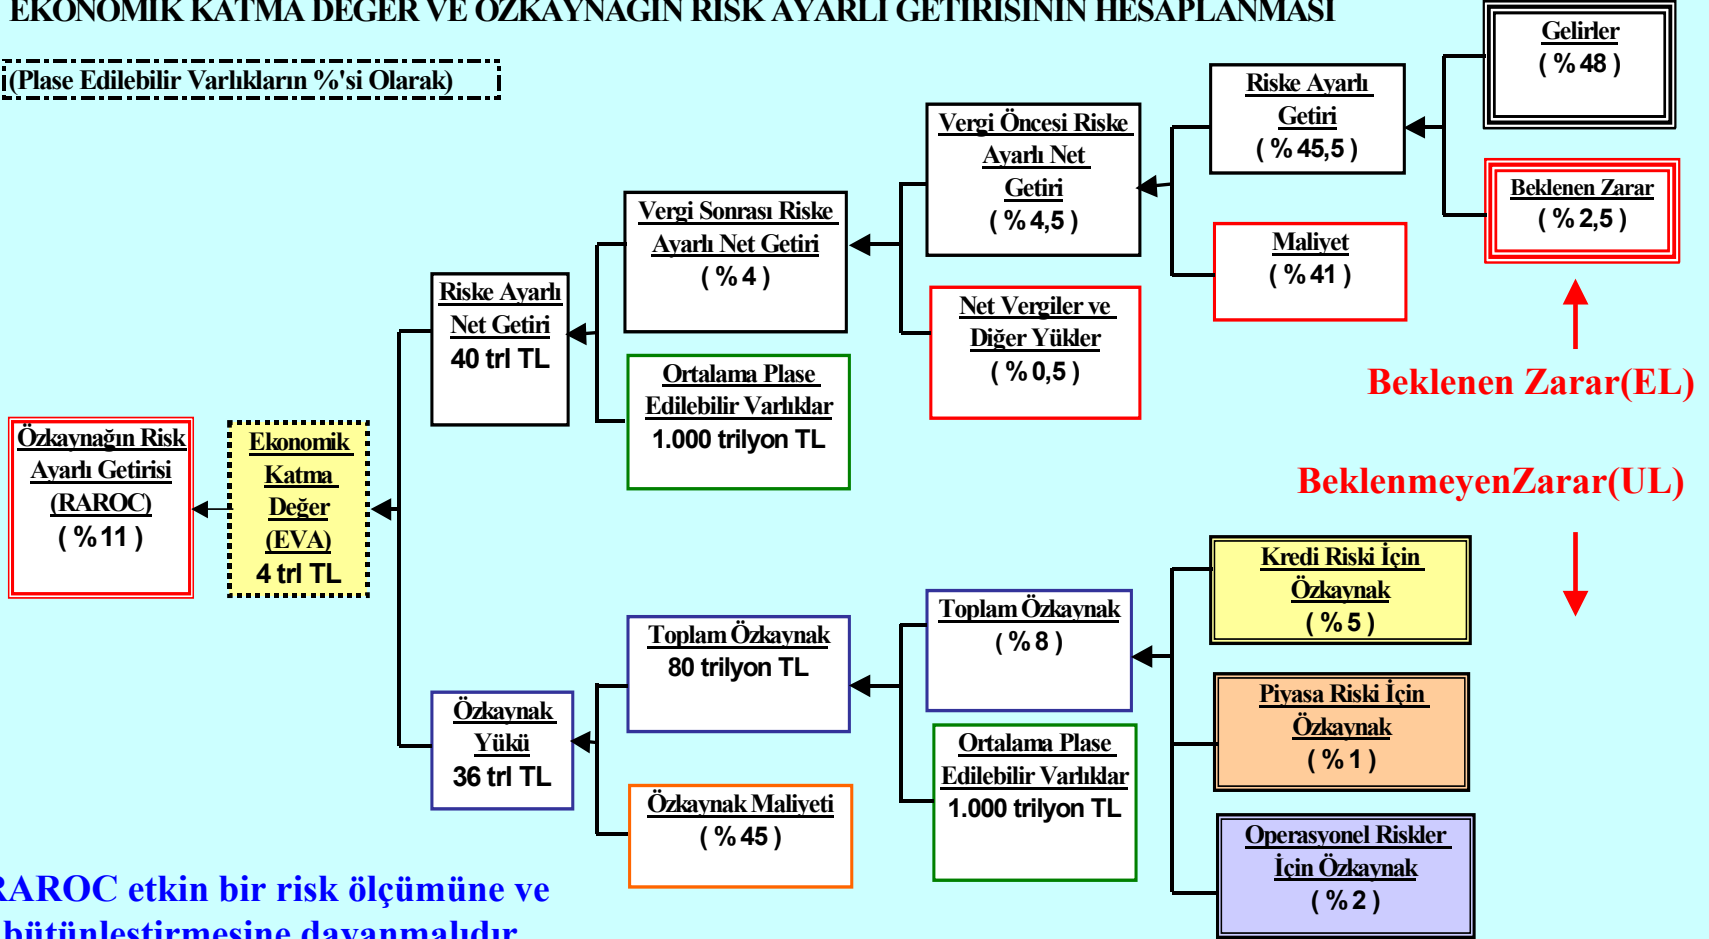 EKONOMİK KATMA DEĞER VE ÖZKAYNAĞIN RİSK AYARLI GETİRİSİNİN HESAPLANMASI
(Plase Edilebilir Varlıkların %'si Olarak)
Gelirler
( % 48 )
Beklenen Zarar
( % 2,5 )
Riske Ayarlı
Getiri
( % 45,5 )
Maliyet
( % 41 )
Vergi Öncesi Riske
Ayarlı Net
Getiri
( % 4,5 )
Net Vergiler ve
Diğer Yükler
( % 0,5 )
Vergi Sonrası Riske
Ayarlı Net Getiri
( % 4 )
Ortalama Plase
Edilebilir Varlıklar
1.000 trilyon TL
Riske Ayarlı
Net Getiri
40 trl TL
Özkaynağın Risk
Ayarlı Getirisi
(RAROC)
( % 11 )
Ekonomik
Katma
Değer
(EVA)
4 trl TL
Beklenen Zarar(EL)
BeklenmeyenZarar(UL)
Özkaynak
Yükü
36 trl TL
Toplam Özkaynak
80 trilyon TL
Özkaynak Maliyeti
( % 45 )
Toplam Özkaynak
( % 8 )
Ortalama Plase
Edilebilir Varlıklar
1.000 trilyon TL
Kredi Riski İçin
Özkaynak
( % 5 )
Piyasa Riski İçin
Özkaynak
( % 1 )
Operasyonel Riskler
İçin Özkaynak
( % 2 )
RAROC etkin bir risk ölçümüne ve
bütünleştirmesine dayanmalıdır